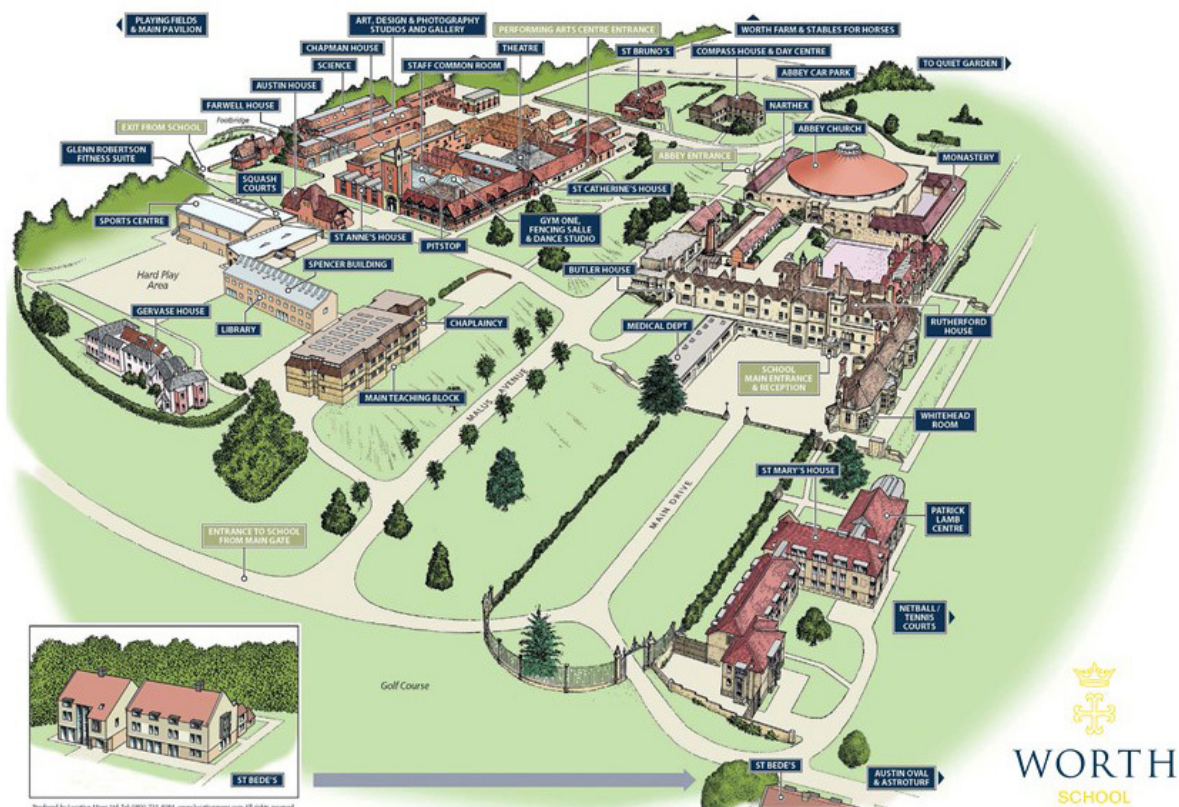 PLAYING FIELDS
& MAIN PAVILION
ART, DESIGN & PHOTOGRAPHY
STUDIOS AND GALLERY
PERFORMING ARTS CENTRE ENTRANCE
WORTH FARM & STABLES FOR HORSES
CHAPMAN HOUSE
THEATRE
ST BRUNO'S
COMPASS HOUSE & DAY CENTRE
SCIENCE
STAFF COMMON ROOM
ABBEY CAR PARK
TO QUIET GARDEN
AUSTIN HOUSE
FARWELL HOUSE
NARTHEX
Footbridge
EXIT FROM SCHOOL
ABBEY CHURCH
GLENN ROBERTSON
FITNESS SUITE
ABBEY ENTRANCE
MONASTERY
SQUASH
COURTS
ST CATHERINE'S HOUSE
SPORTS CENTRE
GYM ONE,
FENCING SALLE
& DANCE STUDIO
ST ANNE'S HOUSE
PITSTOP
SPENCER BUILDING
BUTLER HOUSE
Hard Play
Area
GERVASE HOUSE
LIBRARY
CHAPLAINCY
MEDICAL DEPT
RUTHERFORD
HOUSE
SCHOOL
MAIN ENTRANCE
& RECEPTION
MAIN TEACHING BLOCK
MALUS AVENUE
WHITEHEAD
ROOM
ST MARY'S HOUSE
MAIN DRIVE
PATRICK
LAMB
CENTRE
ENTRANCE TO SCHOOL
FROM MAIN GATE
NETBALL /
TENNIS
COURTS
Golf Course
ST BEDE'S
ST BEDE'S
AUSTIN OVAL
& ASTROTURF
WORTH
SCHOOL